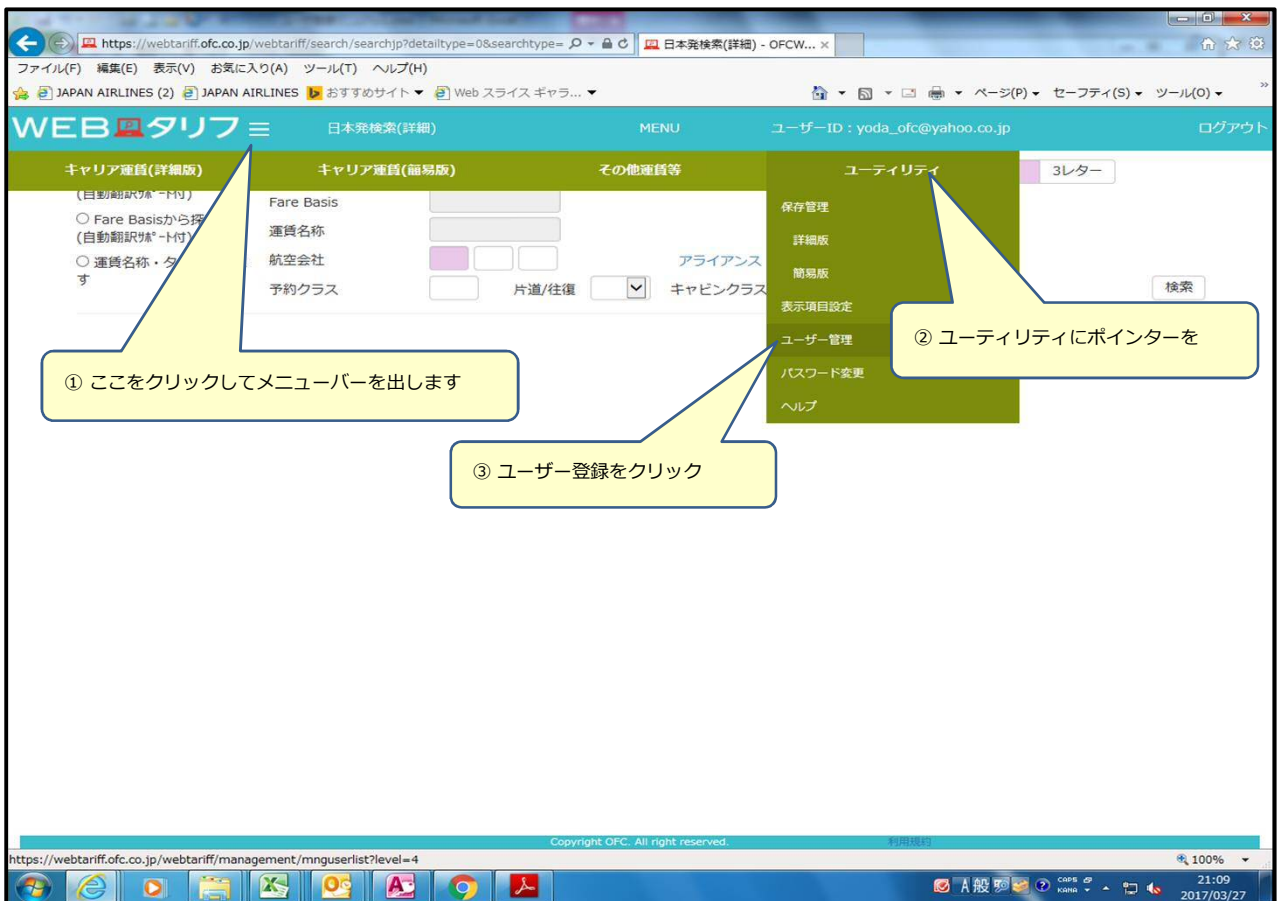 https://webtariff.ofc.co.jp/webtariff/search/searchjp?detailtype=0&searchtype=
日本発検索(詳細) - OFCW...
ファイル(F) 編集(E) 表示(V) お気に入り(A) ツール(T) ヘルプ(H)
JAPAN AIRLINES (2) JAPAN AIRLINES おすすめサイト Web スライス ギャラ... ページ(P) セーフティ(S) ツール(O)
WEBタリフ 日本発検索(詳細) MENU ユーザーID : yoda_ofc@yahoo.co.jp ログアウト
キャリア運賃(詳細版) キャリア運賃(簡易版) その他運賃等 ユーティリティ 3レター
(自動翻訳ｻﾎﾟｰﾄ付) Fare Basis 保存管理
Fare Basisから探
(自動翻訳ｻﾎﾟｰﾄ付) 運賃名称 詳細版
運賃名称・タ
す 航空会社 アライアンス 簡易版
予約クラス 片道/往復 キャビンクラス 検索
表示項目設定
ユーザー管理
パスワード変更
ヘルプ
① ここをクリックしてメニューバーを出します
② ユーティリティにポインターを
③ ユーザー登録をクリック
Copyright OFC. All right reserved. 利用規約
https://webtariff.ofc.co.jp/webtariff/management/mnguserlist?level=4 100%
A 般 CAPS KANA 21:09
2017/03/27